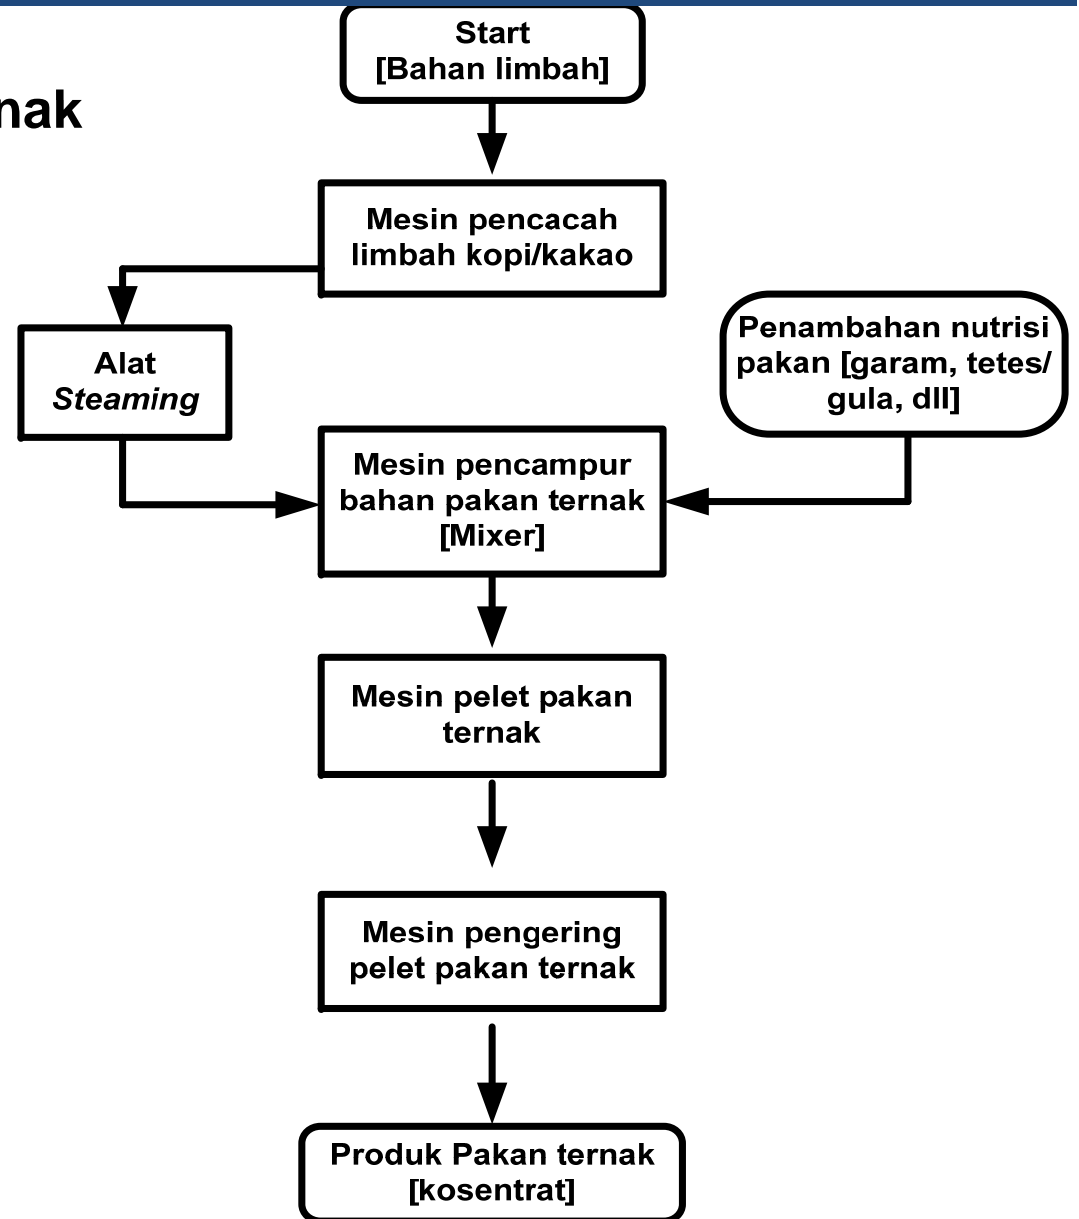 Start
[Bahan limbah]
nak
Mesin pencacah
limbah kopi/kakao
Alat
Steaming
Penambahan nutrisi
pakan [garam, tetes/
gula, dll]
Mesin pencampur
bahan pakan ternak
[Mixer]
Mesin pelet pakan
ternak
Mesin pengering
pelet pakan ternak
Produk Pakan ternak
[kosentrat]